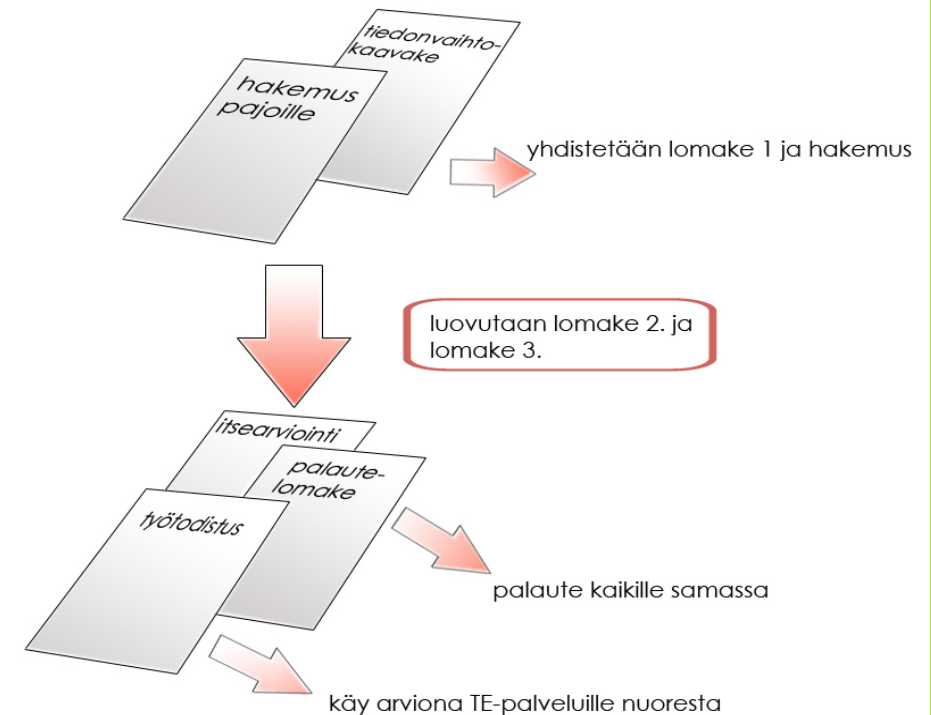 tiedonvaihto-
kaavake
hakemus
pajoille
yhdistetään lomake 1 ja hakemus
luovutaan lomake 2. ja
lomake 3.
itsearviointi
palaute-
lomake
työtodistus
palaute kaikille samassa
käy arviona TE-palveluille nuoresta